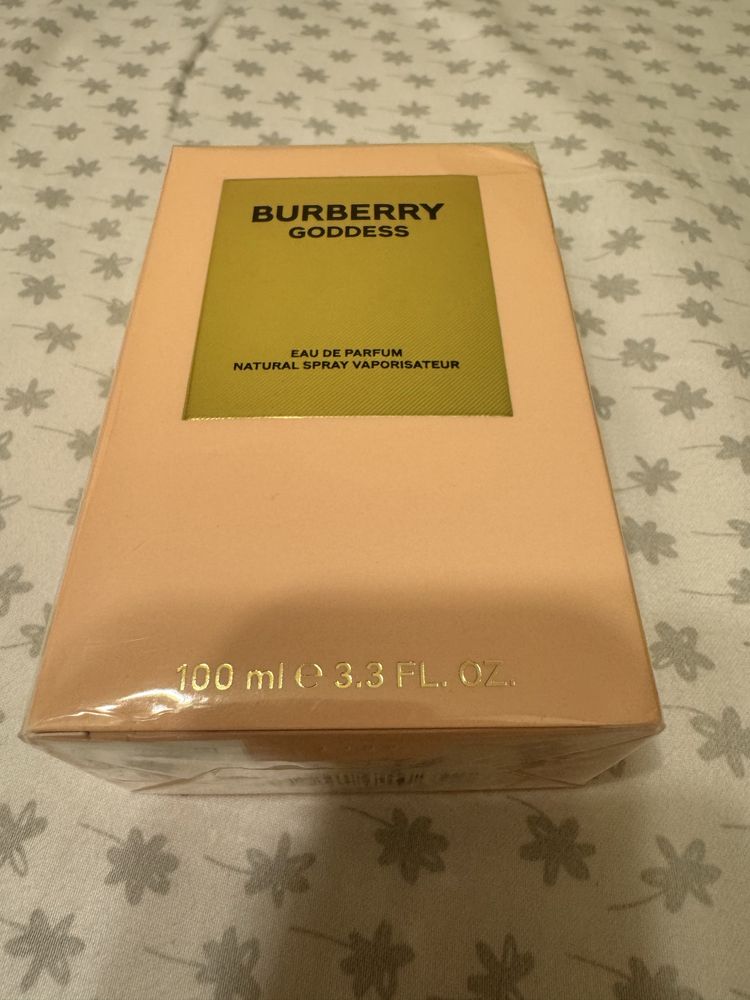 BURBERRY
GODDESS
EAU DE PARFUM
NATURAL SPRAY VAPORISATEUR
100 ml ℮ 3.3 FL. OZ.